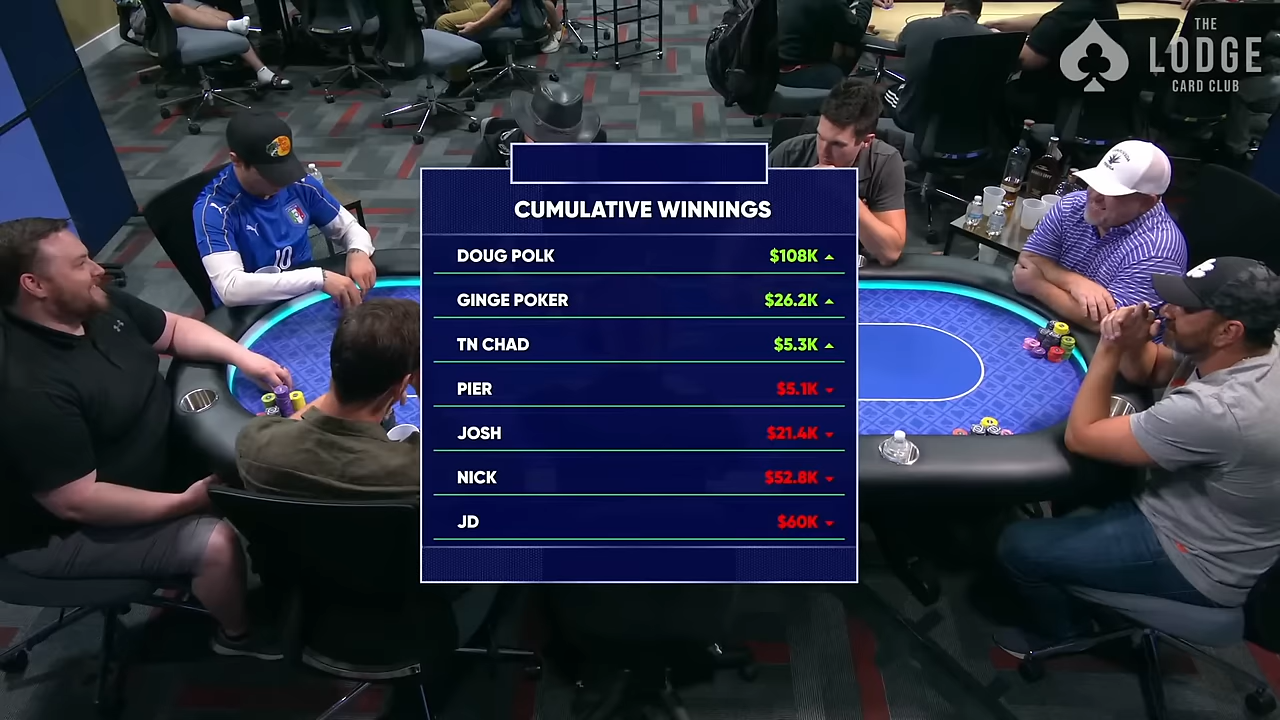 THE
LODGE
CARD CLUB
CUMULATIVE WINNINGS
DOUG POLK $108K
GINGE POKER $26.2K
TN CHAD $5.3K
PIER $5.1K
JOSH $21.4K
NICK $52.8K
JD $60K
10